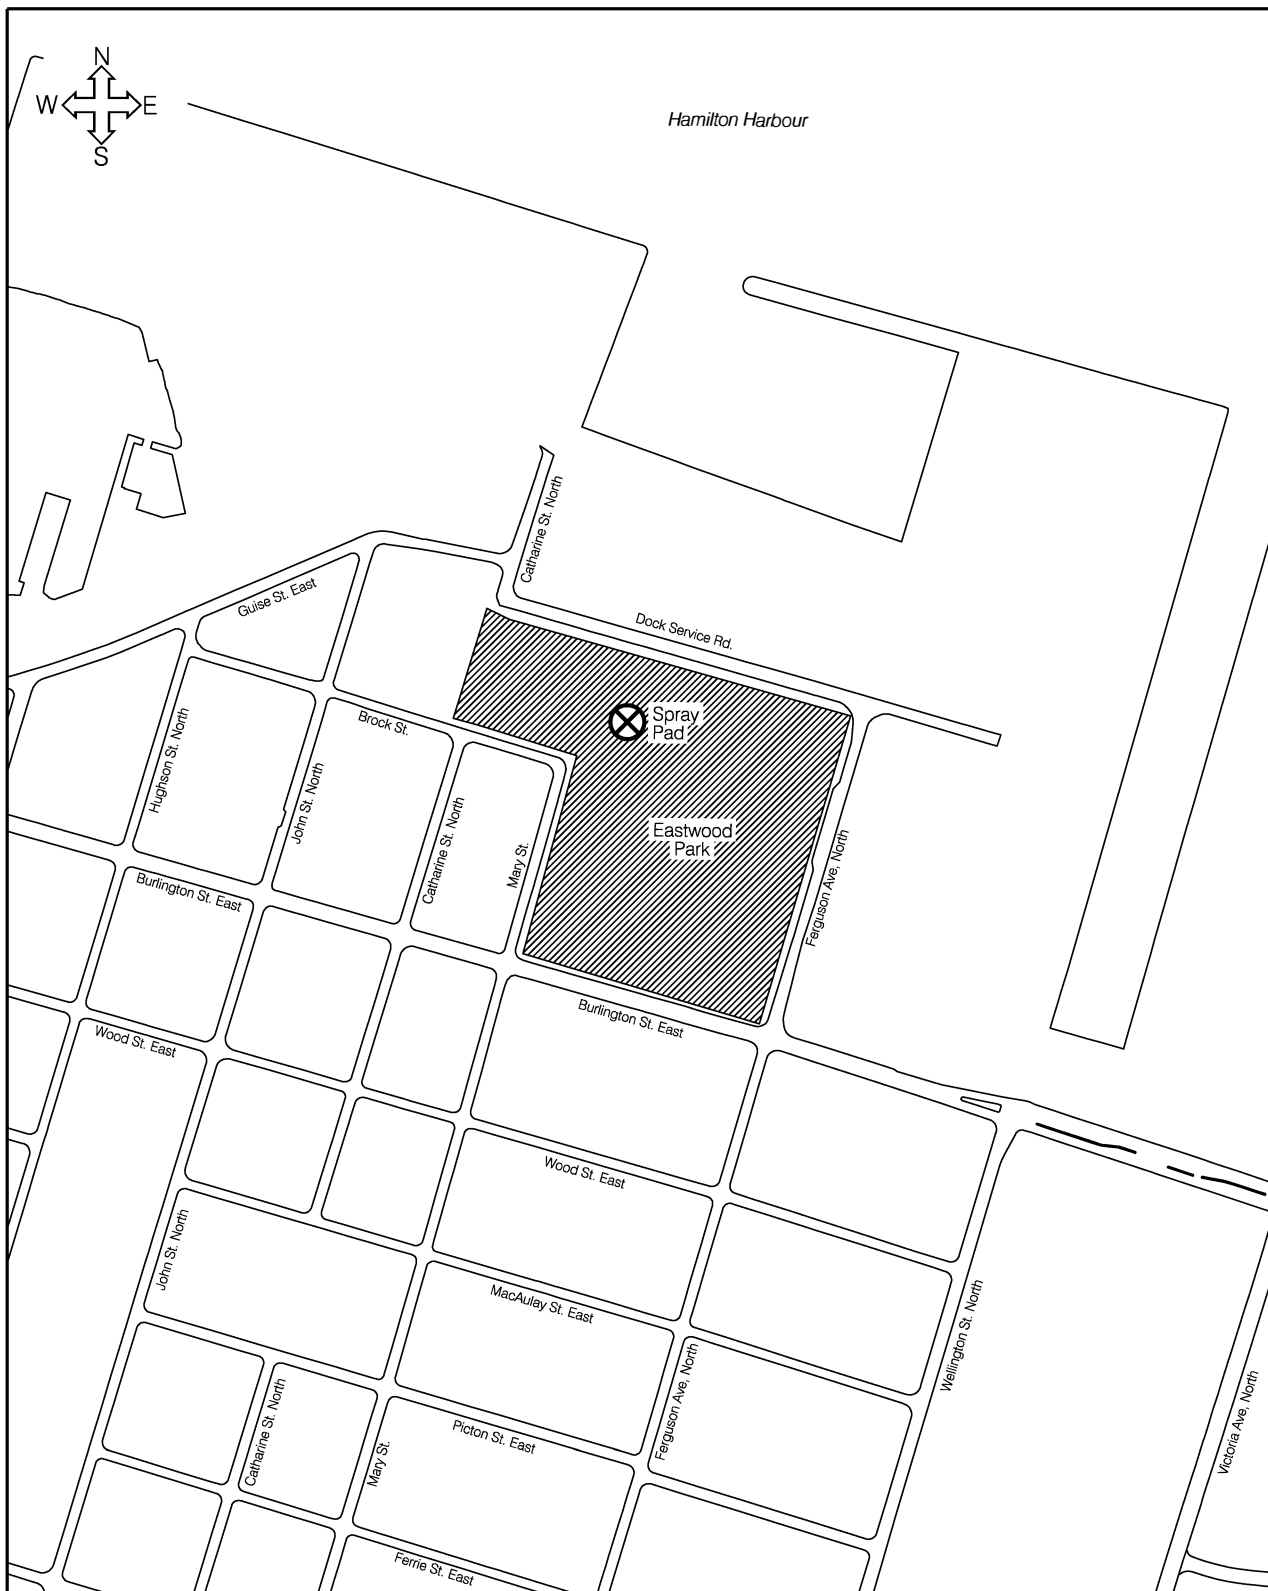 N
W E
S
Hamilton Harbour
Catharine St. North
Guise St. East
Dock Service Rd.
Brock St.
Spray
Pad
Hughson St. North
John St. North
Catharine St. North
Mary St.
Eastwood
Park
Ferguson Ave, North
Burlington St. East
Burlington St. East
Wood St. East
Wood St. East
John St. North
MacAulay St. East
Wellington St. North
Ferguson Ave, North
Catharine St. North
Mary St.
Picton St. East
Victoria Ave, North
Ferrie St. East